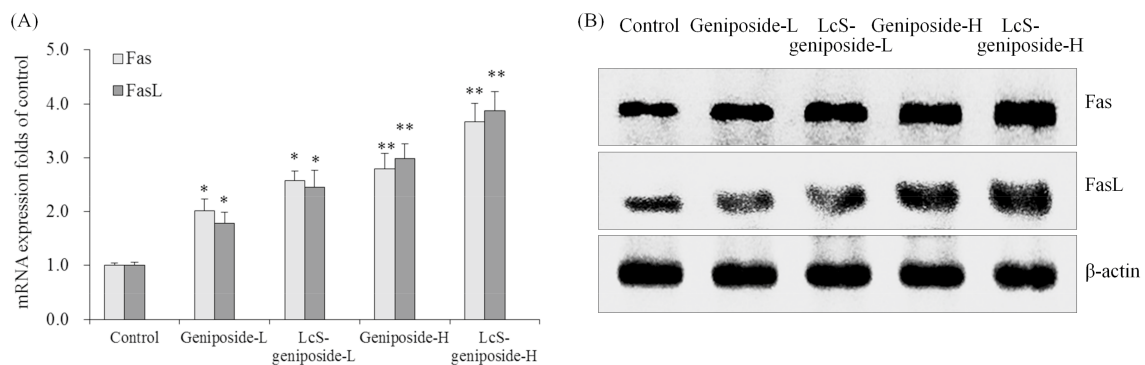 (A)
mRNA expression folds of control
5.0
4.0
3.0
2.0
1.0
0.0
Fas
FasL
*
*
*
*
**
**
**
**
Control
Geniposide-L
LcS-
geniposide-L
Geniposide-H
LcS-
geniposide-H
(B)
Control
Geniposide-L
LcS-
geniposide-L
Geniposide-H
LcS-
geniposide-H
Fas
FasL
β-actin